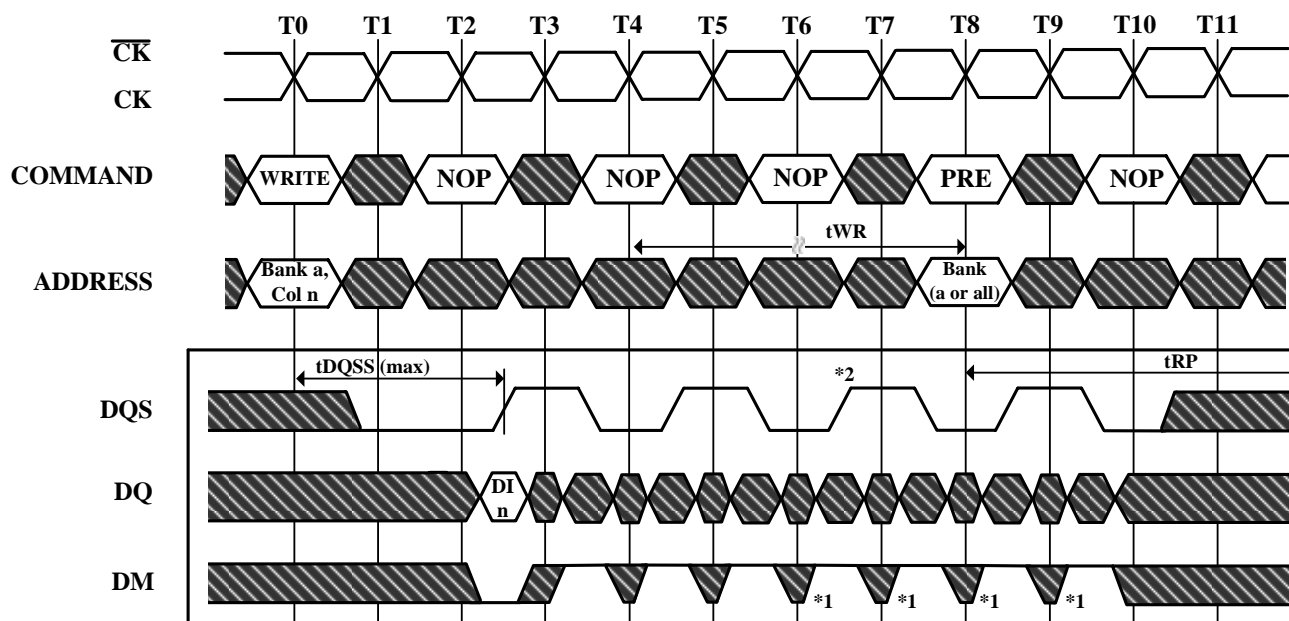 T0 T1 T2 T3 T4 T5 T6 T7 T8 T9 T10 T11
CK
CK
COMMAND WRITE NOP NOP NOP PRE NOP
tWR
ADDRESS Bank a, Col n Bank (a or all)
tDQSS (max) *2 tRP
DQS
DQ DI n
DM *1 *1 *1 *1